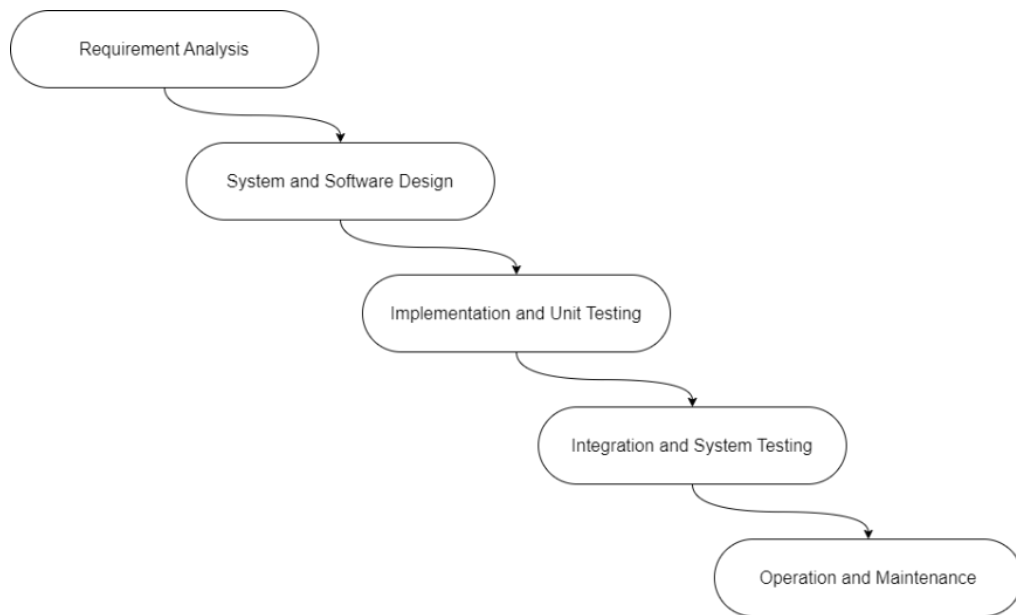 Requirement Analysis
System and Software Design
Implementation and Unit Testing
Integration and System Testing
Operation and Maintenance